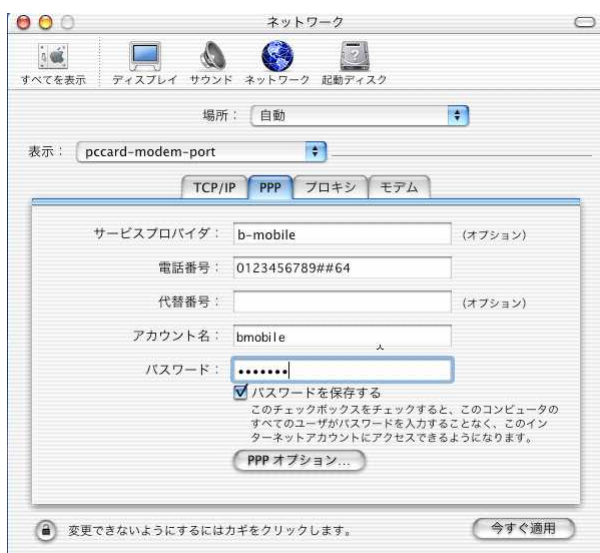 ネットワーク
すべてを表示 ディスプレイ サウンド ネットワーク 起動ディスク
場所： 自動
表示： pccard-modem-port
TCP/IP PPP プロキシ モデム
サービスプロバイダ： b-mobile (オプション)
電話番号： 0123456789##64
代替番号： (オプション)
アカウント名： bmobile
パスワード： •••••••
パスワードを保存する
このチェックボックスをチェックすると、このコンピュータの
すべてのユーザがパスワードを入力することなく、このイン
ターネットアカウントにアクセスできるようになります。
PPP オプション...
変更できないようにするにはカギをクリックします。 今すぐ適用